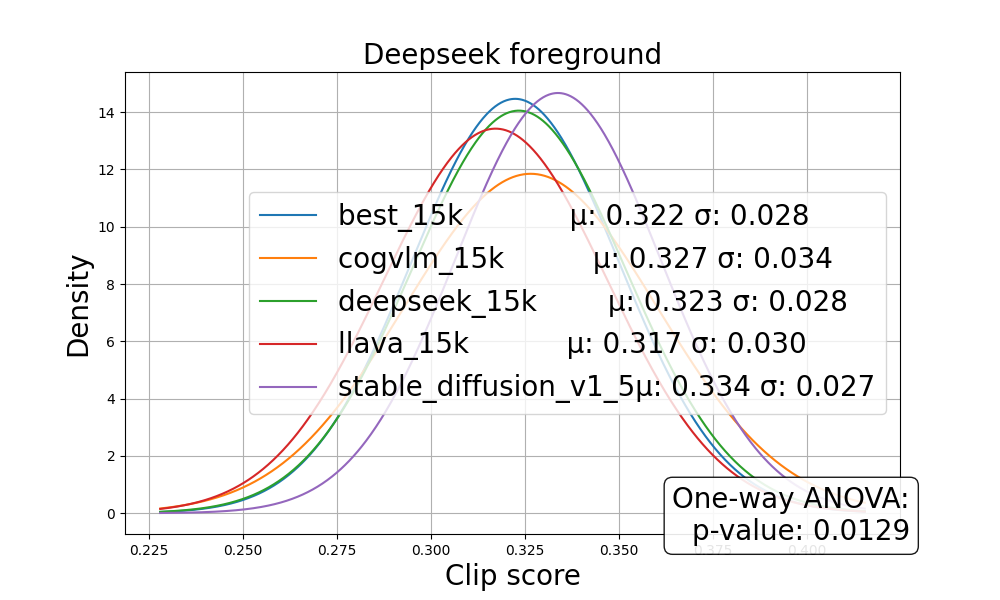 Deepseek foreground
Density
14
12
10
8
6
4
2
0
best_15k μ: 0.322 σ: 0.028
cogvlm_15k μ: 0.327 σ: 0.034
deepseek_15k μ: 0.323 σ: 0.028
llava_15k μ: 0.317 σ: 0.030
stable_diffusion_v1_5μ: 0.334 σ: 0.027
One-way ANOVA:
p-value: 0.0129
0.225 0.250 0.275 0.300 0.325 0.350 0.375 0.400
Clip score